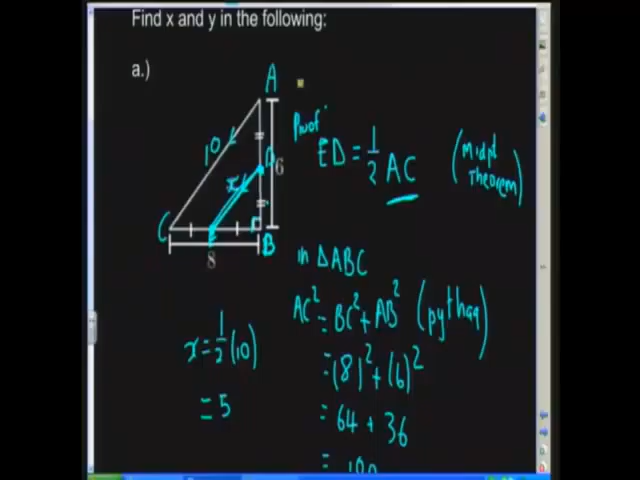 Find x and y in the following:
a.)
A
10
Proof
ED = 1/2 AC (Midpt Theorem)
D
6
x
C
E
B
8
in ΔABC
AC² = BC² + AB² (pythag)
x = 1/2 (10)
= (8)² + (6)²
= 5
= 64 + 36
= 100